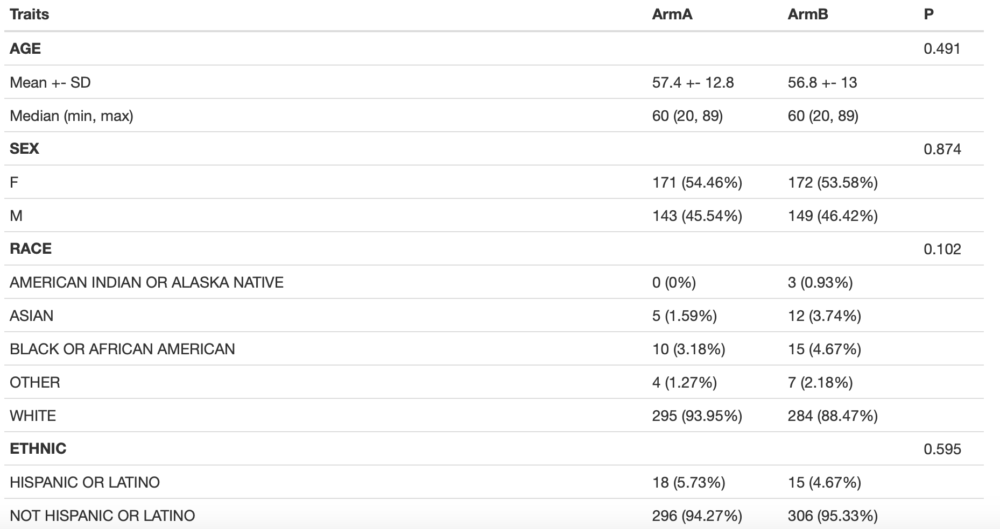 Traits ArmA ArmB P
AGE 0.491
Mean +- SD 57.4 +- 12.8 56.8 +- 13
Median (min, max) 60 (20, 89) 60 (20, 89)
SEX 0.874
F 171 (54.46%) 172 (53.58%)
M 143 (45.54%) 149 (46.42%)
RACE 0.102
AMERICAN INDIAN OR ALASKA NATIVE 0 (0%) 3 (0.93%)
ASIAN 5 (1.59%) 12 (3.74%)
BLACK OR AFRICAN AMERICAN 10 (3.18%) 15 (4.67%)
OTHER 4 (1.27%) 7 (2.18%)
WHITE 295 (93.95%) 284 (88.47%)
ETHNIC 0.595
HISPANIC OR LATINO 18 (5.73%) 15 (4.67%)
NOT HISPANIC OR LATINO 296 (94.27%) 306 (95.33%)